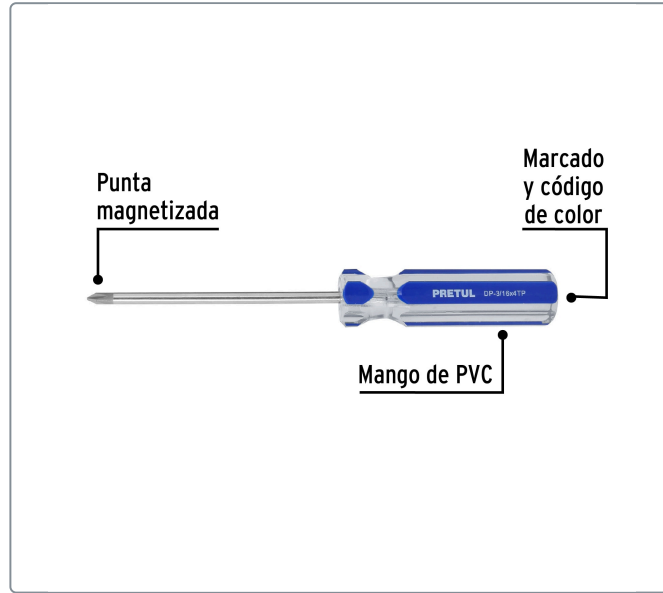 Punta
magnetizada
Marcado
y código
de color
PRETUL DP-3/16x4TP
Mango de PVC